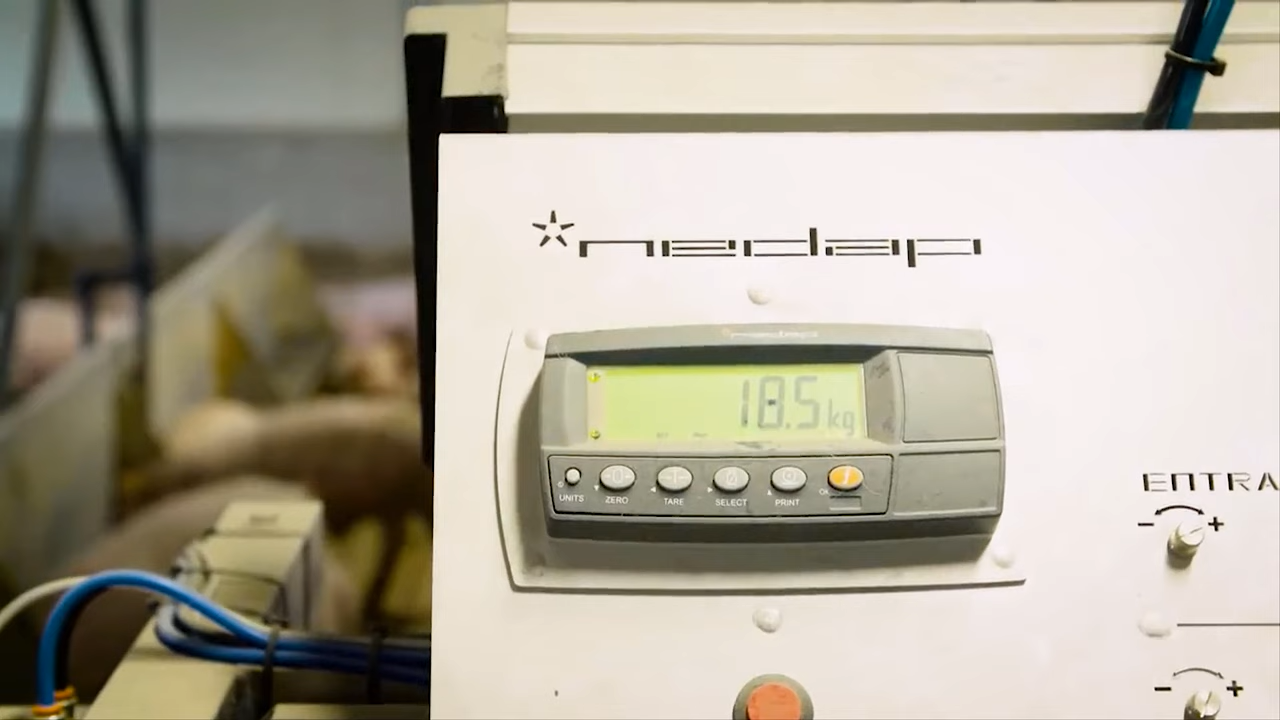 nedap
18.5 kg
UNITS ZERO TARE SELECT PRINT
ENTRA
- +
- +